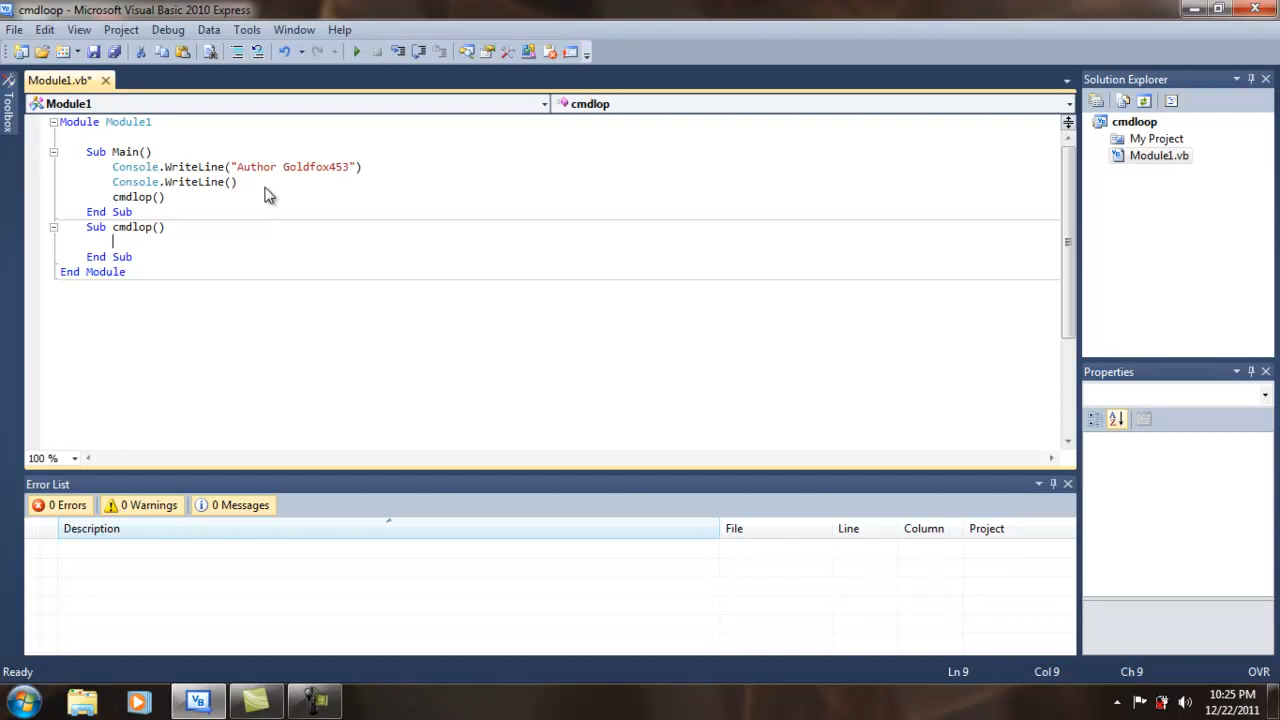 cmdloop - Microsoft Visual Basic 2010 Express
File Edit View Project Debug Data Tools Window Help
Module1.vb*
Solution Explorer
Toolbox
Module1
cmdlop
Module Module1
Sub Main()
Console.WriteLine("Author Goldfox453")
Console.WriteLine()
cmdlop()
End Sub
Sub cmdlop()
End Sub
End Module
cmdloop
My Project
Module1.vb
Properties
100 %
Error List
0 Errors 0 Warnings 0 Messages
Description File Line Column Project
Ready Ln 9 Col 9 Ch 9 OVR
VB
10:25 PM
12/22/2011